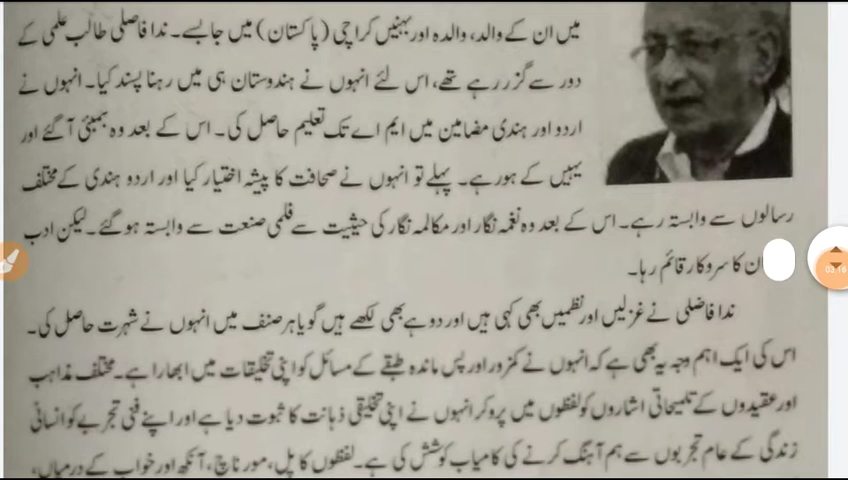 میں ان کے والد، والدہ اور بہنیں کراچی (پاکستان) میں جا بسے۔ ندا فاضلی طالب علمی کے
دور سے گزر رہے تھے، اس لئے انہوں نے ہندوستان ہی میں رہنا پسند کیا۔ انہوں نے
اردو اور ہندی مضامین میں ایم اے تک تعلیم حاصل کی۔ اس کے بعد وہ بمبئی آ گئے اور
یہیں کے ہو رہے۔ پہلے تو انہوں نے صحافت کا پیشہ اختیار کیا اور اردو ہندی کے مختلف
رسالوں سے وابستہ رہے۔ اس کے بعد وہ نغمہ نگار اور مکالمہ نگار کی حیثیت سے فلمی صنعت سے وابستہ ہو گئے۔ لیکن ادب
ان کا سروکار قائم رہا۔
02:16
ندا فاضلی نے غزلیں اور نظمیں بھی کہی ہیں اور دوہے بھی لکھے ہیں گویا ہر صنف میں انہوں نے شہرت حاصل کی۔
اس کی ایک اہم وجہ یہ بھی ہے کہ انہوں نے کمزور اور پس ماندہ طبقے کے مسائل کو اپنی تخلیقات میں ابھارا ہے۔ مختلف مذاہب
اور عقیدوں کے تلمیحاتی اشاروں کو لفظوں میں پرو کر انہوں نے اپنی تخلیقی ذہانت کا ثبوت دیا ہے اور اپنے فنی تجربے کو انسانی
زندگی کے عام تجربوں سے ہم آہنگ کرنے کی کامیاب کوشش کی ہے۔ لفظوں کا پل، مور ناچ، آنکھ اور خواب کے درمیاں،